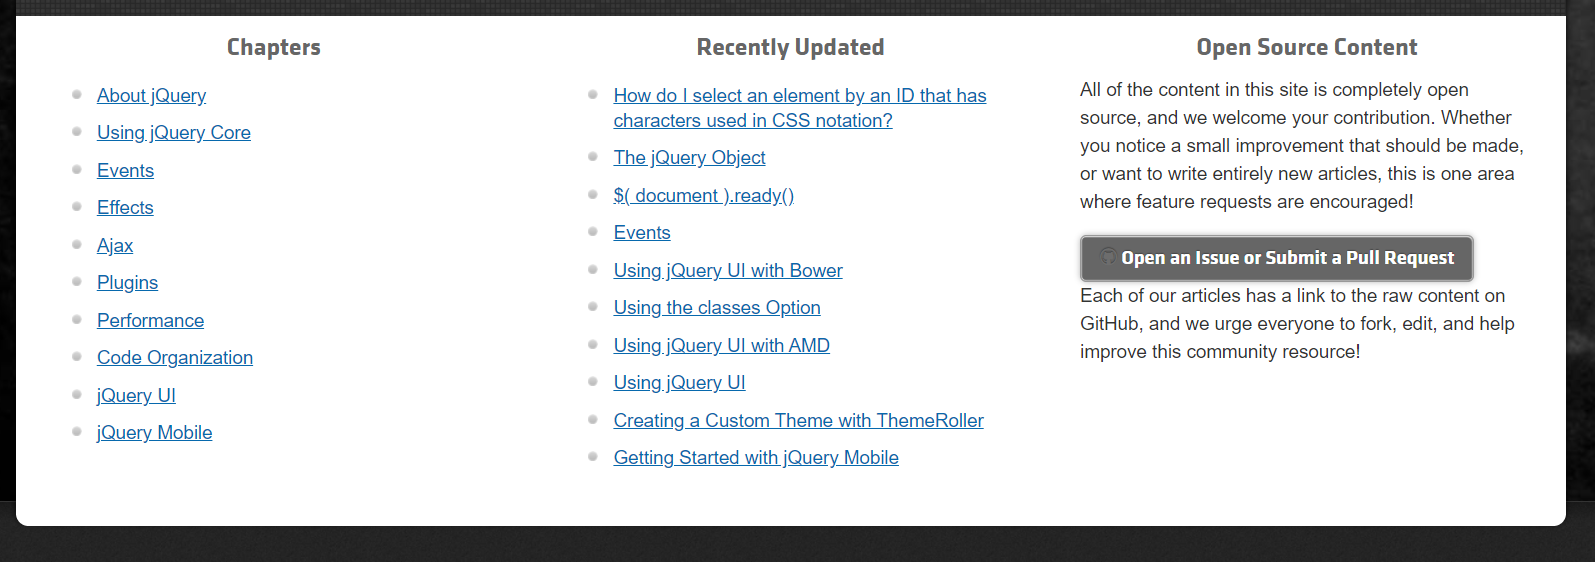 Chapters
About jQuery
Using jQuery Core
Events
Effects
Ajax
Plugins
Performance
Code Organization
jQuery UI
jQuery Mobile
Recently Updated
How do I select an element by an ID that has
characters used in CSS notation?
The jQuery Object
$( document ).ready()
Events
Using jQuery UI with Bower
Using the classes Option
Using jQuery UI with AMD
Using jQuery UI
Creating a Custom Theme with ThemeRoller
Getting Started with jQuery Mobile
Open Source Content
All of the content in this site is completely open
source, and we welcome your contribution. Whether
you notice a small improvement that should be made,
or want to write entirely new articles, this is one area
where feature requests are encouraged!
Open an Issue or Submit a Pull Request
Each of our articles has a link to the raw content on
GitHub, and we urge everyone to fork, edit, and help
improve this community resource!